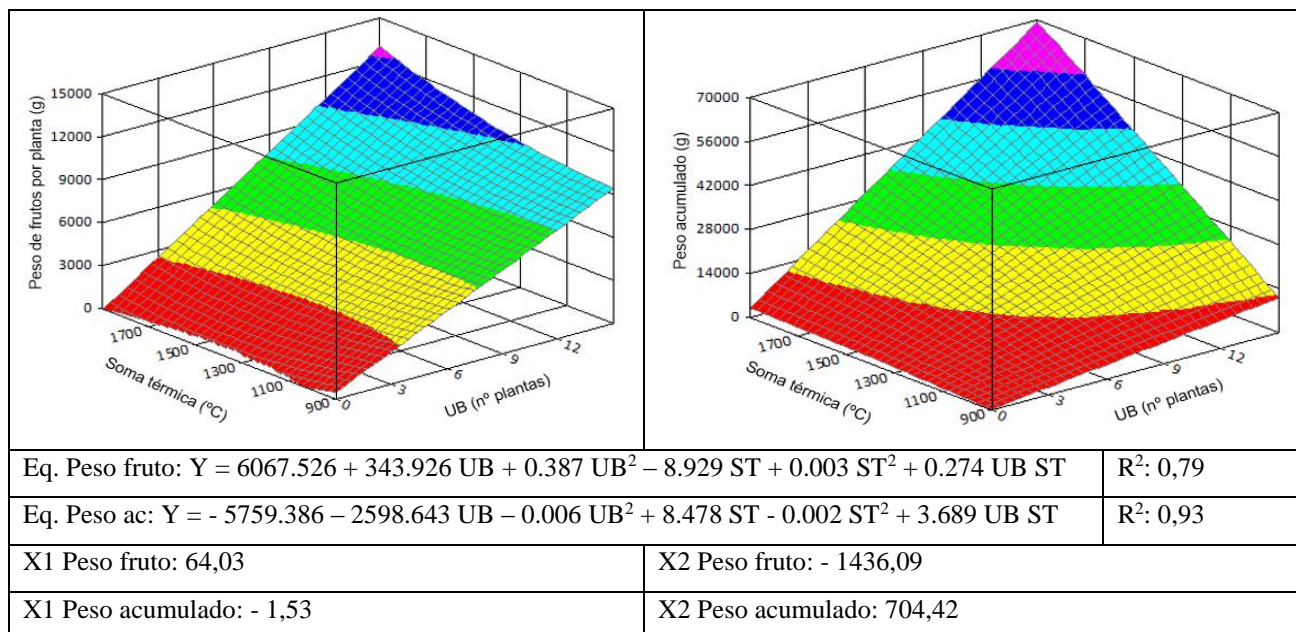 15000
12000
9000
6000
3000
0
Peso de frutos por planta (g)
1700
1500
1300
1100
900
Soma térmica (ºC)
0
3
6
9
12
UB (nº plantas)
70000
56000
42000
28000
14000
0
Peso acumulado (g)
1700
1500
1300
1100
900
Soma térmica (ºC)
0
3
6
9
12
UB (nº plantas)
Eq. Peso fruto: Y = 6067.526 + 343.926 UB + 0.387 UB² – 8.929 ST + 0.003 ST² + 0.274 UB ST
R²: 0,79
Eq. Peso ac: Y = - 5759.386 – 2598.643 UB – 0.006 UB² + 8.478 ST - 0.002 ST² + 3.689 UB ST
R²: 0,93
X1 Peso fruto: 64,03
X2 Peso fruto: - 1436,09
X1 Peso acumulado: - 1,53
X2 Peso acumulado: 704,42